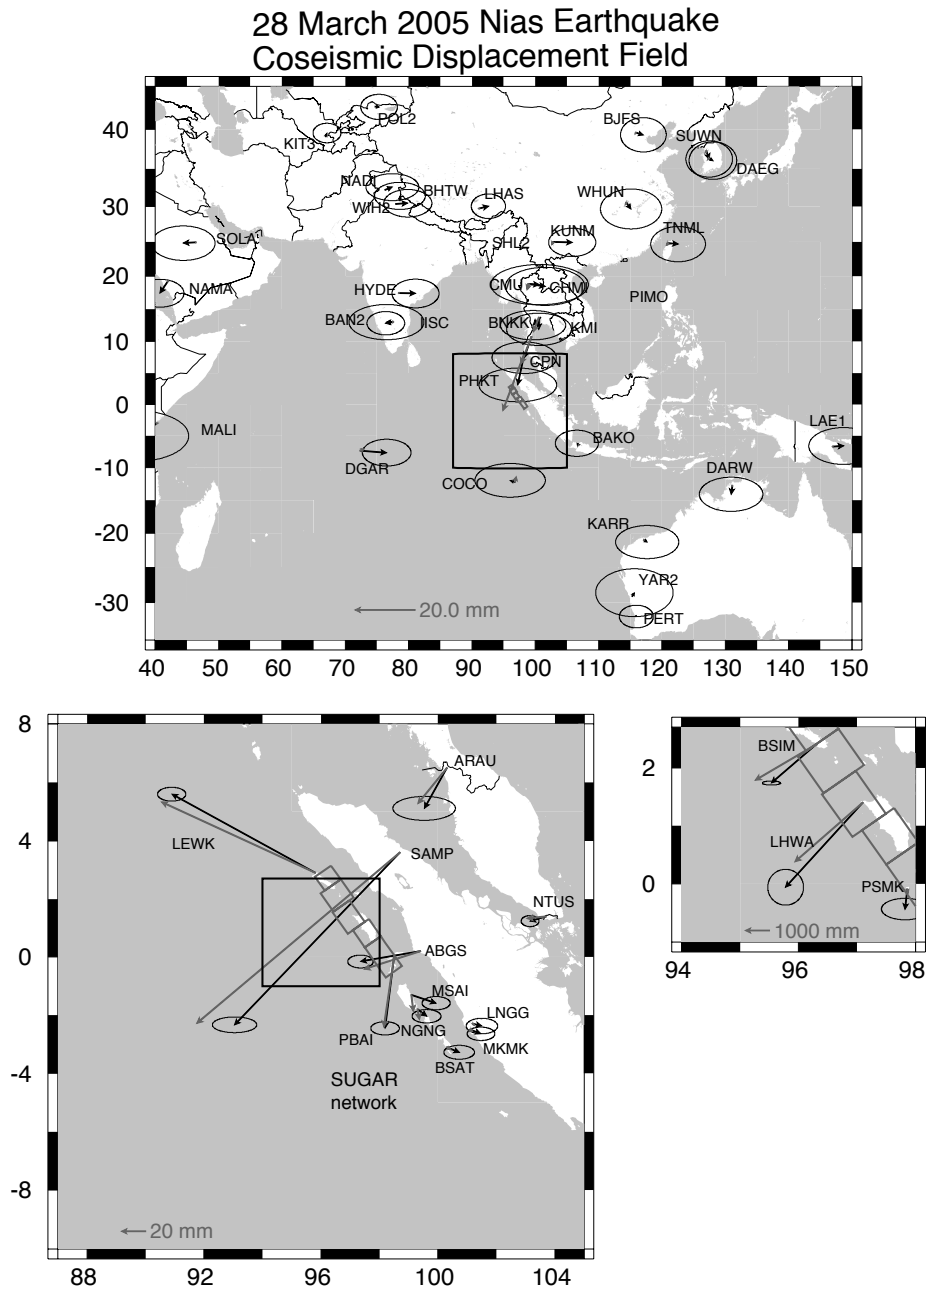 28 March 2005 Nias Earthquake
Coseismic Displacement Field
POL2
KIT3
BJFS
SUWN
DAEG
NADI
BHTW
WIH2
LHAS
WHUN
SOLA
SHL2
KUNM
TNML
NAMA
HYDE
CMU
CHMI
PIMO
BAN2
IISC
BNKK
KMI
CPN
PHKT
MALI
BAKO
LAE1
DGAR
COCO
DARW
KARR
YAR2
PERT
20.0 mm
40
30
20
10
0
-10
-20
-30
40 50 60 70 80 90 100 110 120 130 140 150
ARAU
LEWK
SAMP
NTUS
ABGS
MSAI
LNGG
PBAI
NGNG
MKMK
BSAT
SUGAR
network
20 mm
8
4
0
-4
-8
88 92 96 100 104
BSIM
LHWA
PSMK
1000 mm
2
0
94 96 98